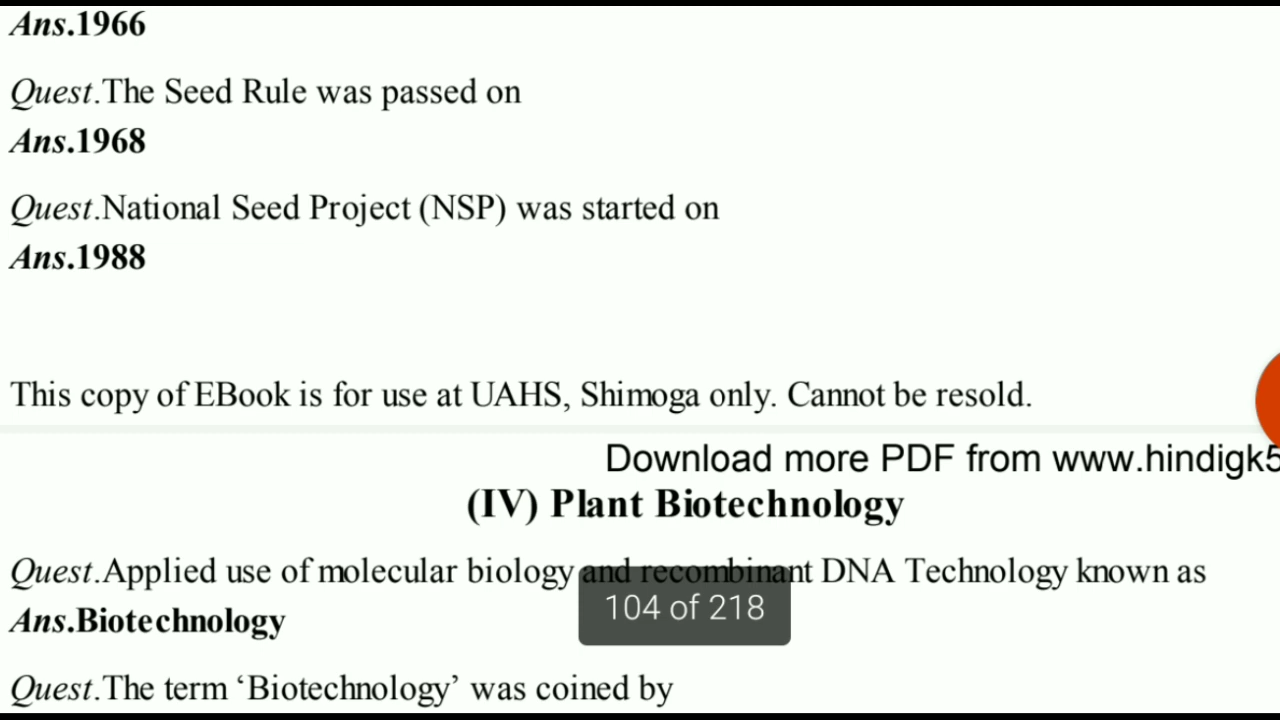 Ans.1966
Quest.The Seed Rule was passed on
Ans.1968
Quest.National Seed Project (NSP) was started on
Ans.1988
This copy of EBook is for use at UAHS, Shimoga only. Cannot be resold.
Download more PDF from www.hindigk5
(IV) Plant Biotechnology
Quest.Applied use of molecular biology and recombinant DNA Technology known as
104 of 218
Ans.Biotechnology
Quest.The term ‘Biotechnology’ was coined by